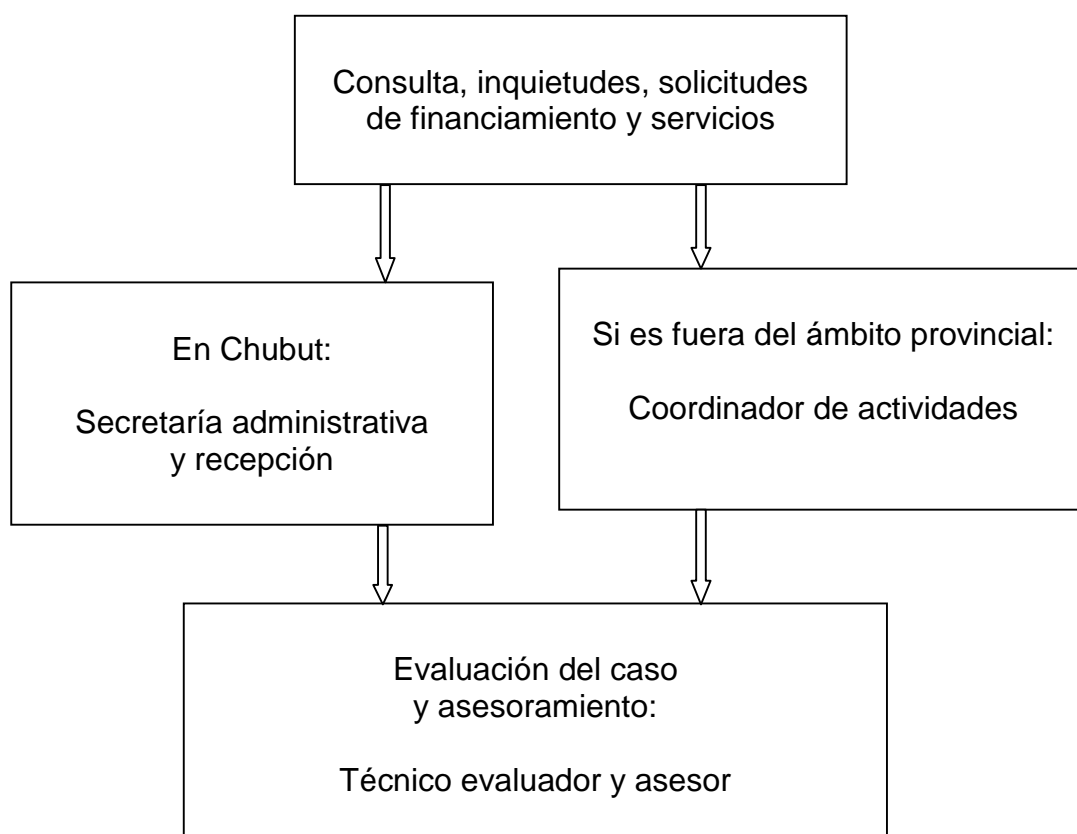 Consulta, inquietudes, solicitudes
de financiamiento y servicios
En Chubut:
Secretaría administrativa
y recepción
Si es fuera del ámbito provincial:
Coordinador de actividades
Evaluación del caso
y asesoramiento:
Técnico evaluador y asesor